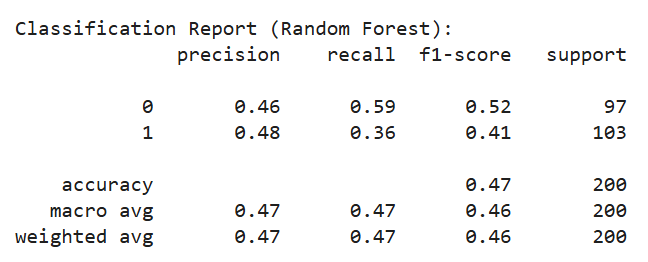 Classification Report (Random Forest):
precision recall f1-score support
0 0.46 0.59 0.52 97
1 0.48 0.36 0.41 103
accuracy 0.47 200
macro avg 0.47 0.47 0.46 200
weighted avg 0.47 0.47 0.46 200